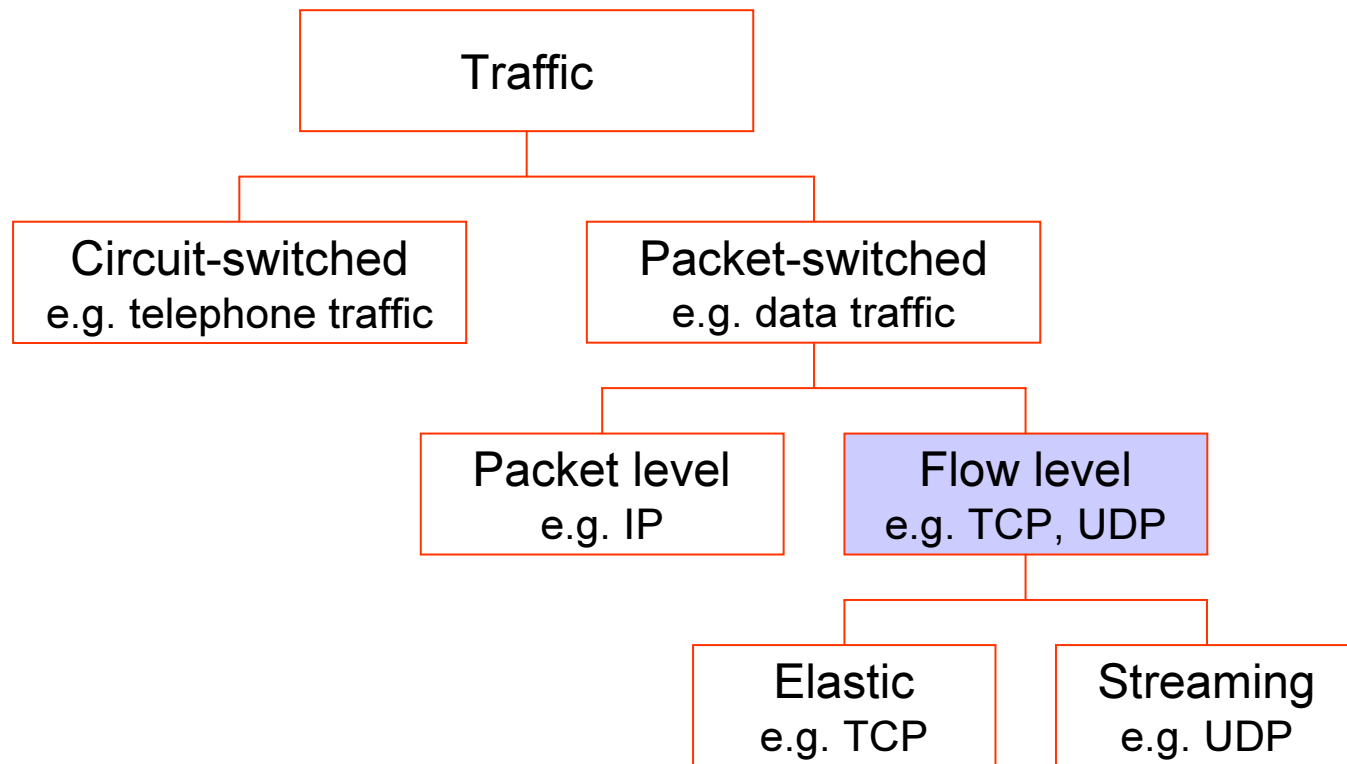 Traffic
Circuit-switched
e.g. telephone traffic
Packet-switched
e.g. data traffic
Packet level
e.g. IP
Flow level
e.g. TCP, UDP
Elastic
e.g. TCP
Streaming
e.g. UDP